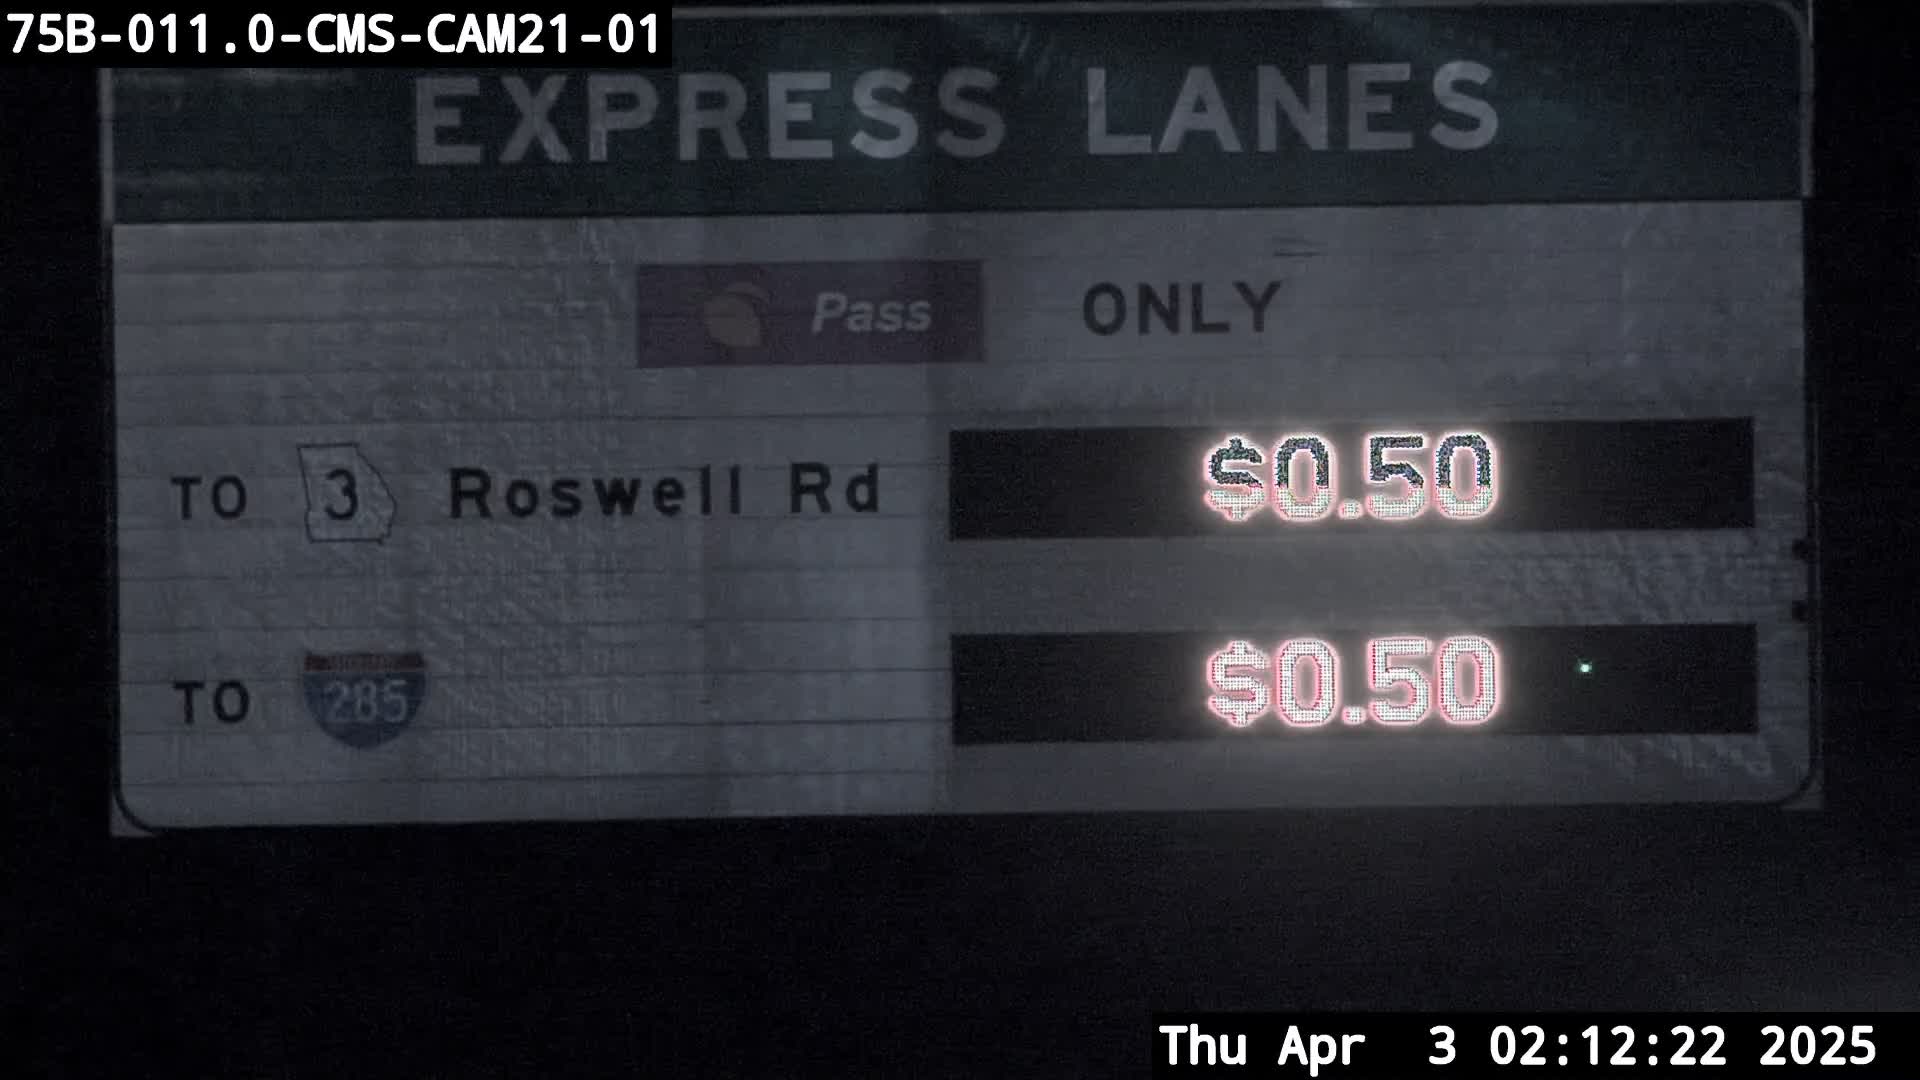 75B-011.0-CMS-CAM21-01
EXPRESS LANES
Pass ONLY
TO 3 Roswell Rd $0.50
TO 285 $0.50
Thu Apr 3 02:12:22 2025